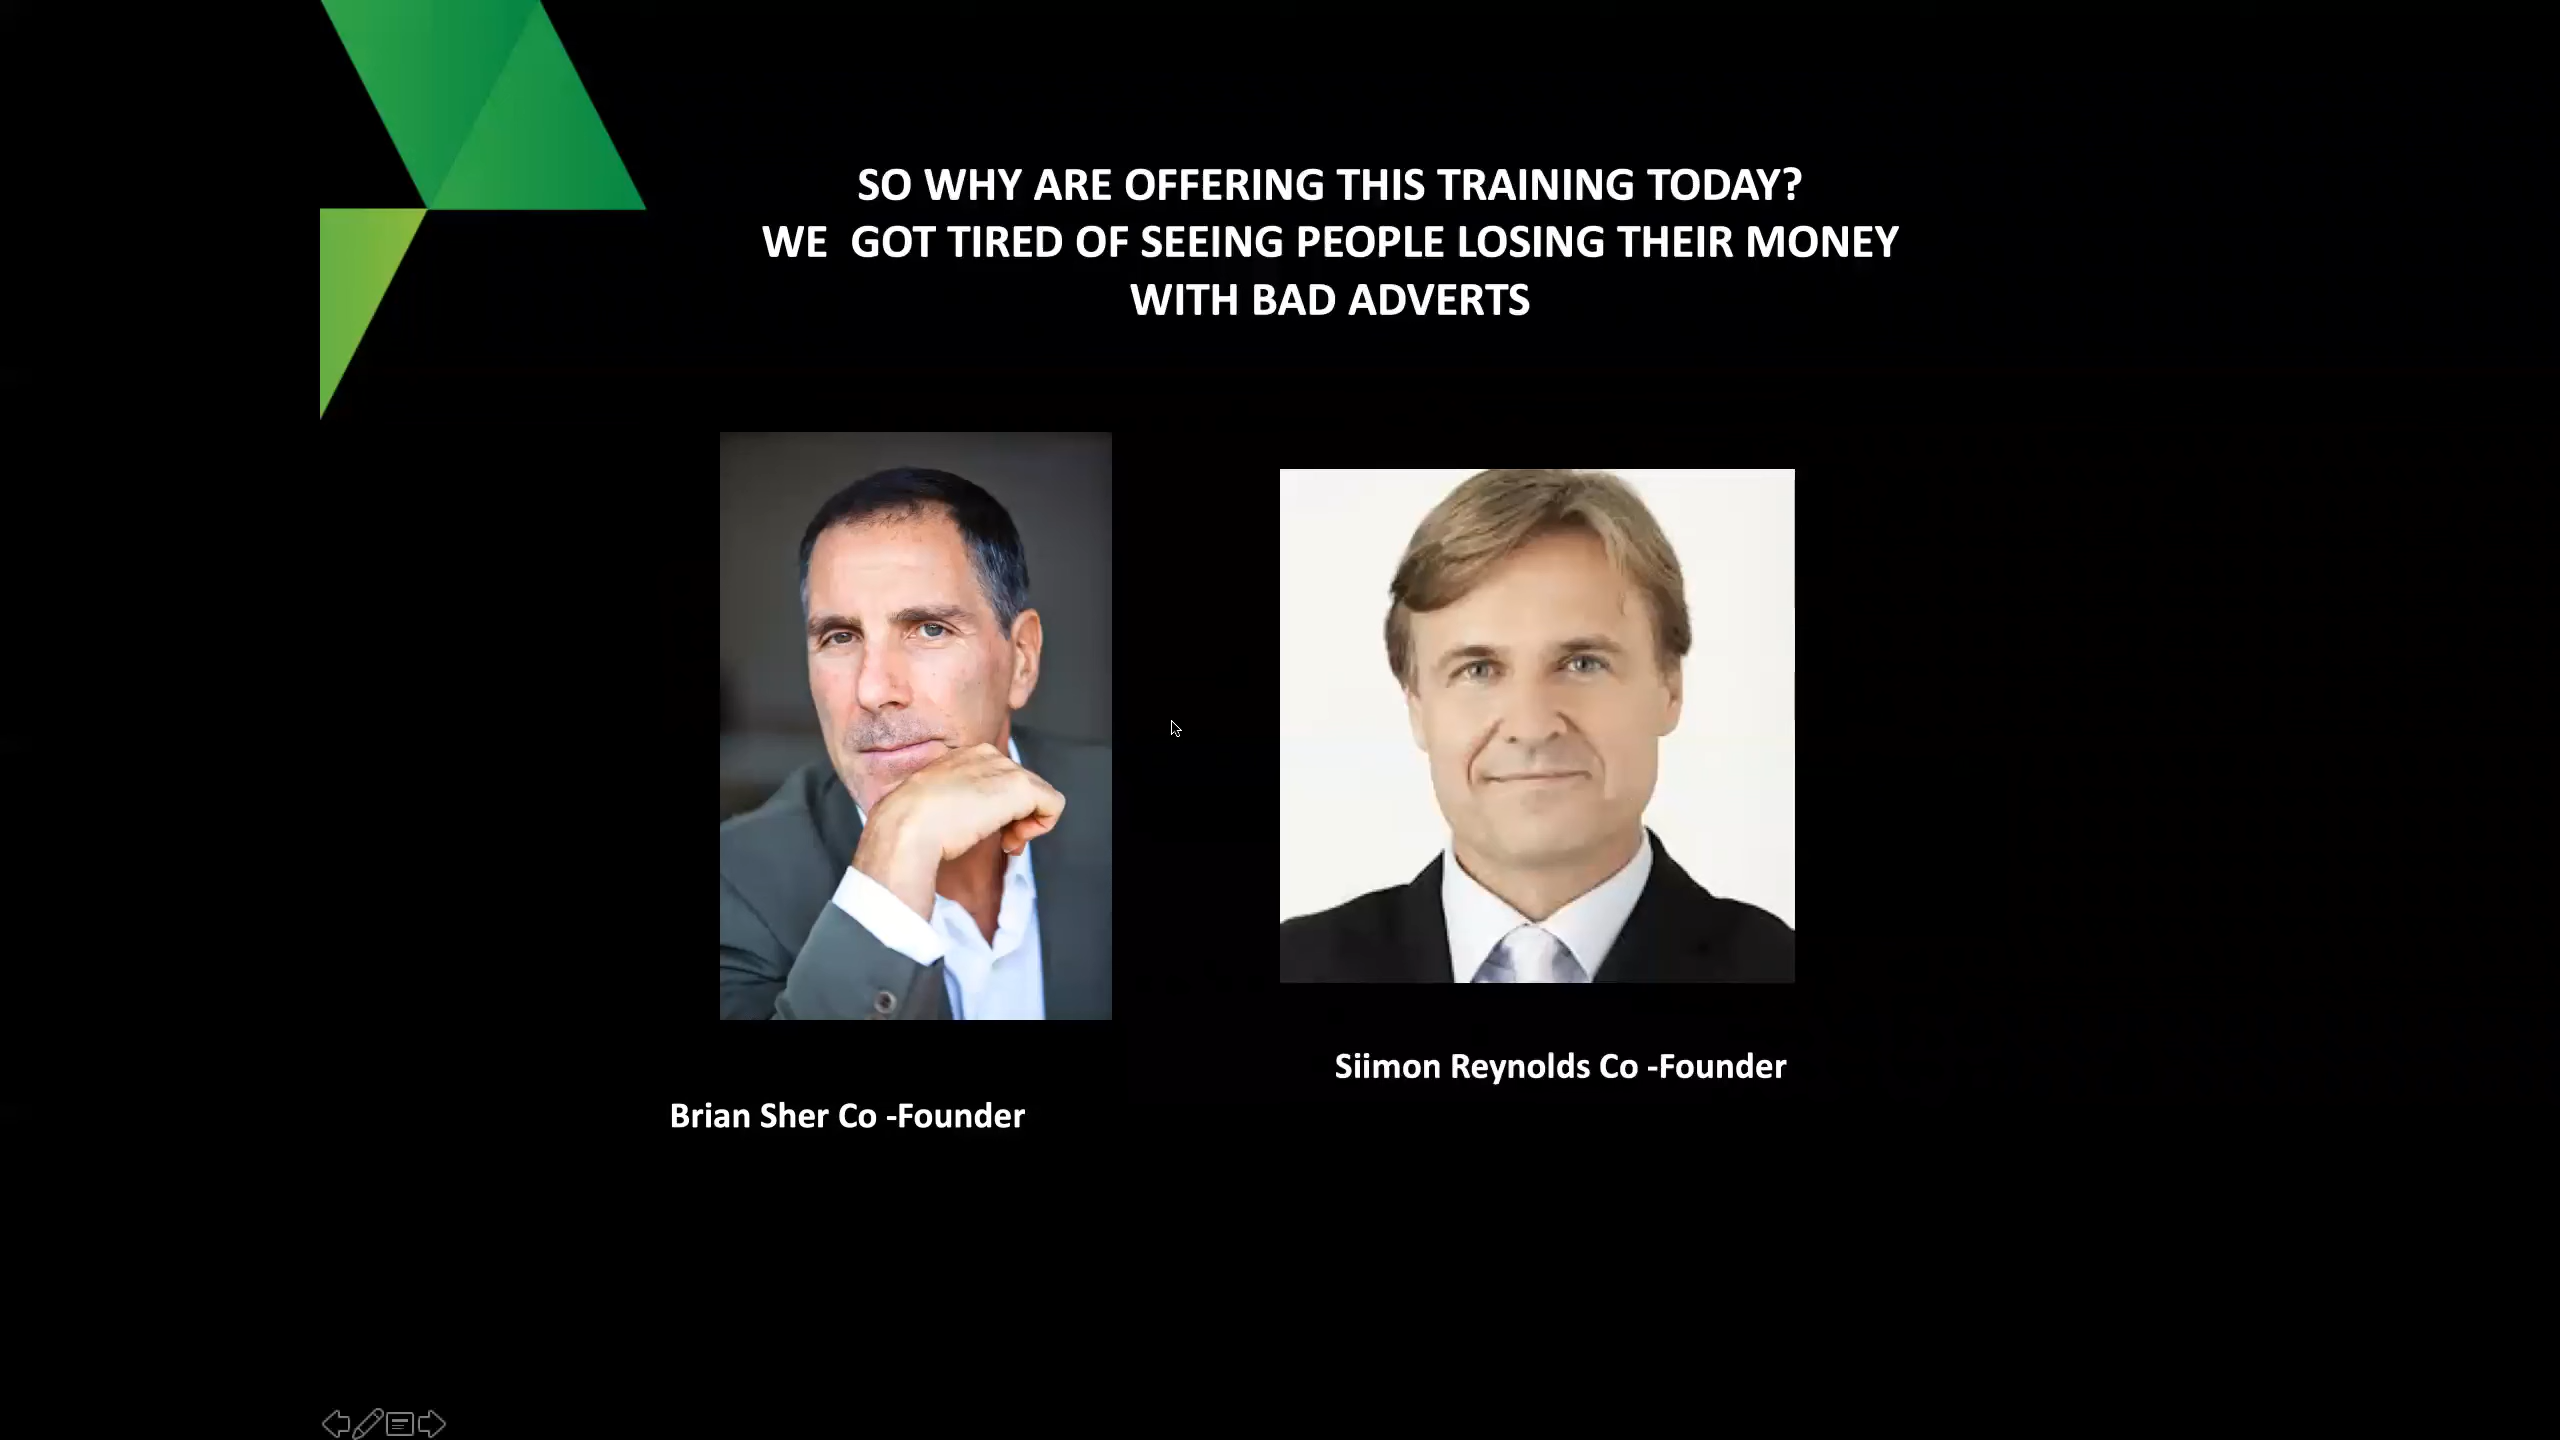 SO WHY ARE OFFERING THIS TRAINING TODAY?
WE  GOT TIRED OF SEEING PEOPLE LOSING THEIR MONEY
WITH BAD ADVERTS
Siimon Reynolds Co -Founder
Brian Sher Co -Founder